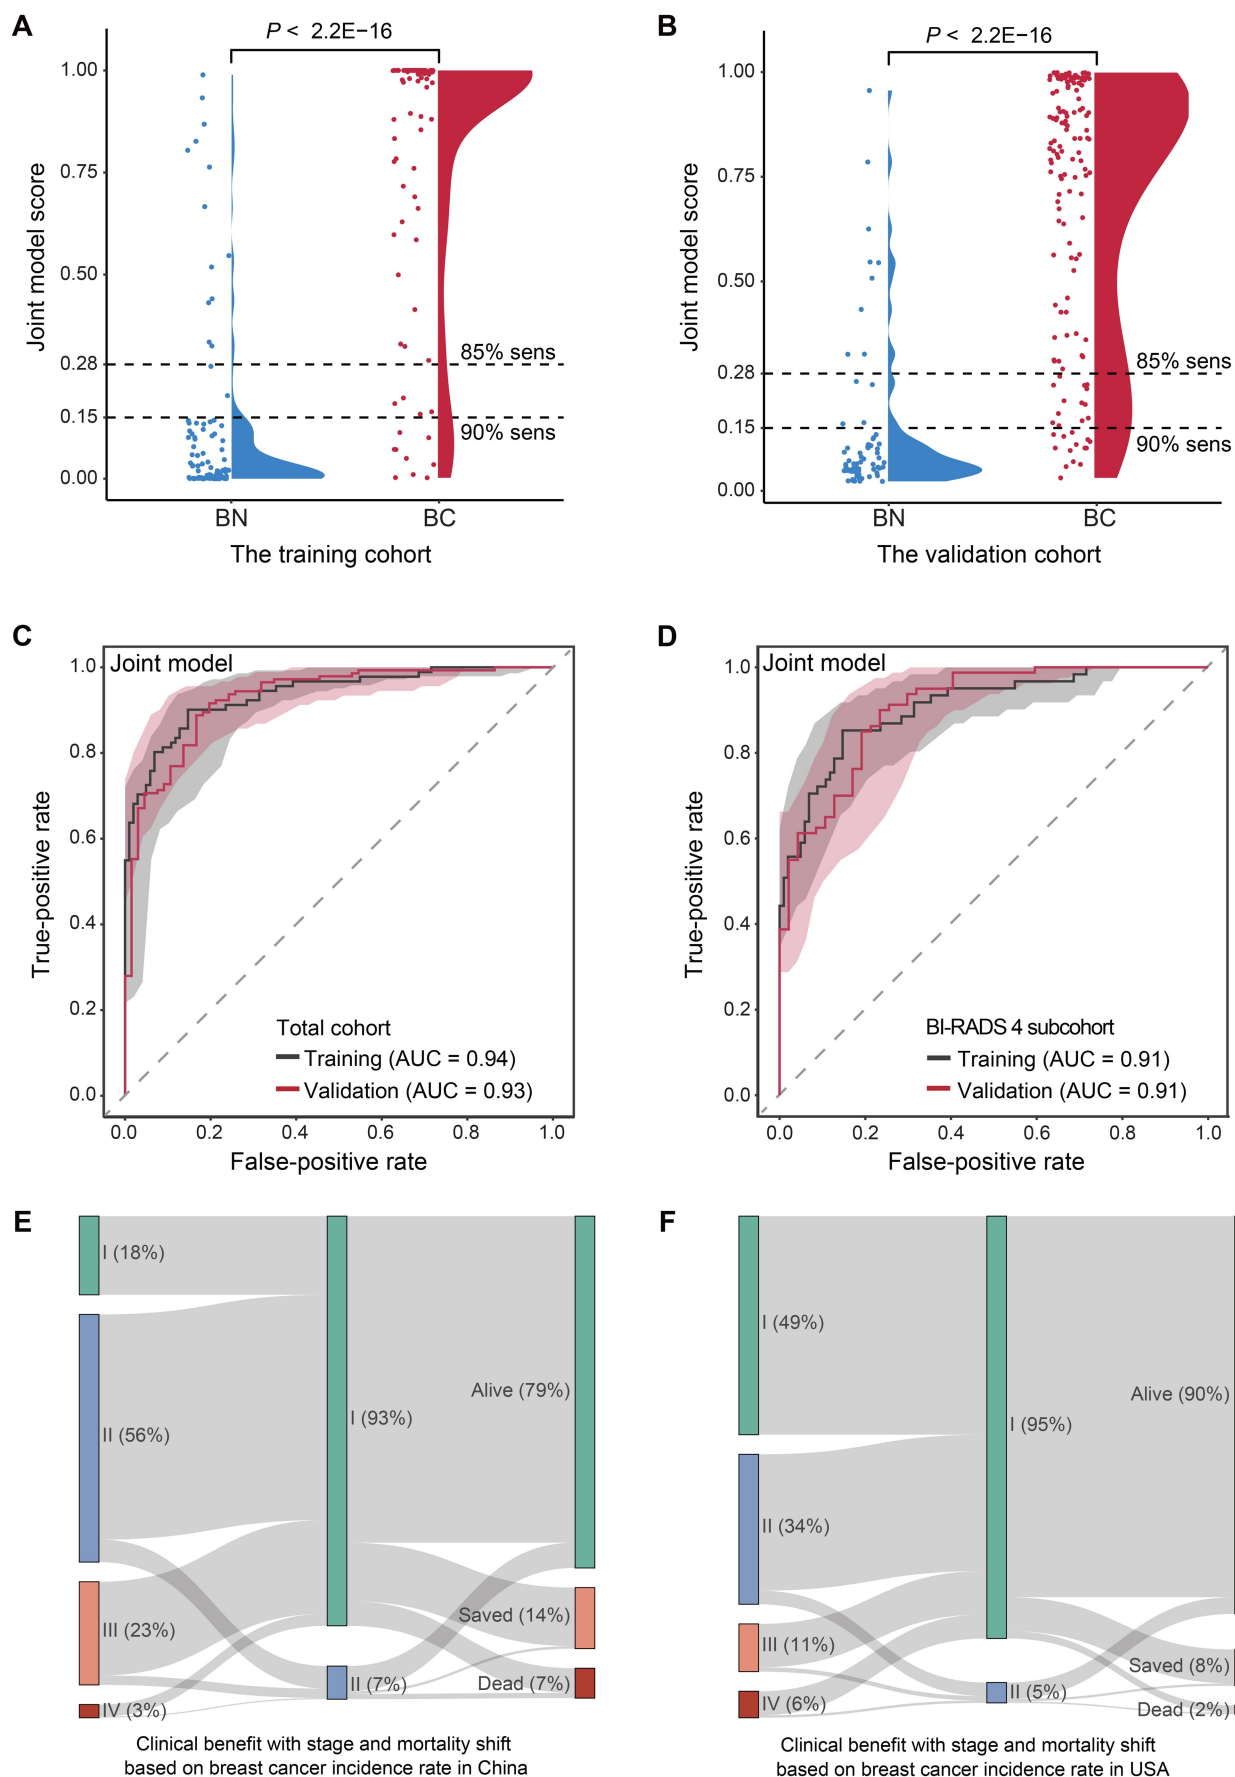 A
P < 2.2E−16
1.00
0.75
0.50
0.28
0.15
0.00
Joint model score
85% sens
90% sens
BN
BC
The training cohort
B
P < 2.2E−16
1.00
0.75
0.50
0.28
0.15
0.00
Joint model score
85% sens
90% sens
BN
BC
The validation cohort
C
Joint model
1.0
0.8
0.6
0.4
0.2
0.0
True-positive rate
Total cohort
Training (AUC = 0.94)
Validation (AUC = 0.93)
0.0 0.2 0.4 0.6 0.8 1.0
False-positive rate
D
Joint model
1.0
0.8
0.6
0.4
0.2
0.0
True-positive rate
BI-RADS 4 subcohort
Training (AUC = 0.91)
Validation (AUC = 0.91)
0.0 0.2 0.4 0.6 0.8 1.0
False-positive rate
E
I (18%)
II (56%)
III (23%)
IV (3%)
I (93%)
II (7%)
Alive (79%)
Saved (14%)
Dead (7%)
Clinical benefit with stage and mortality shift
based on breast cancer incidence rate in China
F
I (49%)
II (34%)
III (11%)
IV (6%)
I (95%)
II (5%)
Alive (90%)
Saved (8%)
Dead (2%)
Clinical benefit with stage and mortality shift
based on breast cancer incidence rate in USA